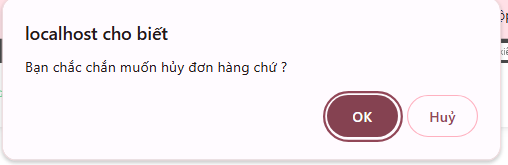 localhost cho biết
Bạn chắc chắn muốn hủy đơn hàng chứ ?
OK
Huỷ